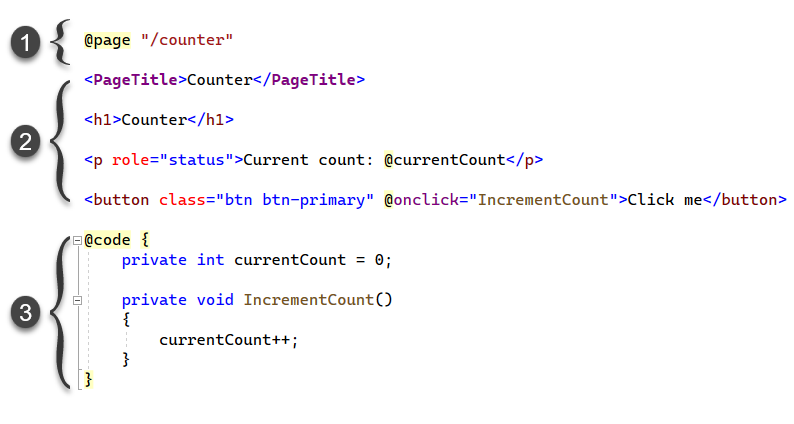 1
@page "/counter"
2
<PageTitle>Counter</PageTitle>
<h1>Counter</h1>
<p role="status">Current count: @currentCount</p>
<button class="btn btn-primary" @onclick="IncrementCount">Click me</button>
3
@code {
    private int currentCount = 0;
    private void IncrementCount()
    {
        currentCount++;
    }
}